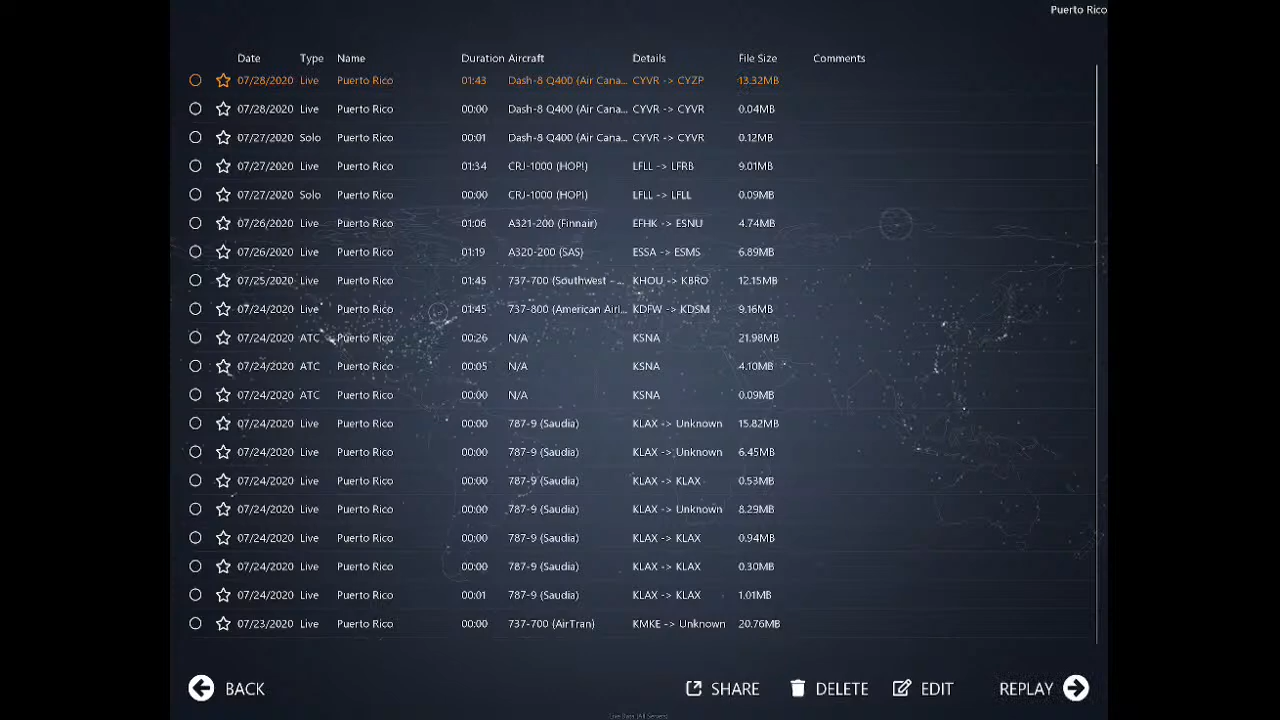 Puerto Rico
Date Type Name Duration Aircraft Details File Size Comments
07/28/2020 Live Puerto Rico 01:43 Dash-8 Q400 (Air Cana... CYVR -> CYZP 13.32MB
07/28/2020 Live Puerto Rico 00:00 Dash-8 Q400 (Air Cana... CYVR -> CYVR 0.04MB
07/27/2020 Solo Puerto Rico 00:01 Dash-8 Q400 (Air Cana... CYVR -> CYVR 0.12MB
07/27/2020 Live Puerto Rico 01:34 CRJ-1000 (HOP!) LFLL -> LFRB 9.01MB
07/27/2020 Solo Puerto Rico 00:00 CRJ-1000 (HOP!) LFLL -> LFLL 0.09MB
07/26/2020 Live Puerto Rico 01:06 A321-200 (Finnair) EFHK -> ESNU 4.74MB
07/26/2020 Live Puerto Rico 01:19 A320-200 (SAS) ESSA -> ESMS 6.89MB
07/25/2020 Live Puerto Rico 01:45 737-700 (Southwest - ... KHOU -> KBRO 12.15MB
07/24/2020 Live Puerto Rico 01:45 737-800 (American Airl... KDFW -> KDSM 9.16MB
07/24/2020 ATC Puerto Rico 00:26 N/A KSNA 21.98MB
07/24/2020 ATC Puerto Rico 00:05 N/A KSNA 4.10MB
07/24/2020 ATC Puerto Rico 00:00 N/A KSNA 0.09MB
07/24/2020 Live Puerto Rico 00:00 787-9 (Saudia) KLAX -> Unknown 15.82MB
07/24/2020 Live Puerto Rico 00:00 787-9 (Saudia) KLAX -> Unknown 6.45MB
07/24/2020 Live Puerto Rico 00:00 787-9 (Saudia) KLAX -> KLAX 0.53MB
07/24/2020 Live Puerto Rico 00:00 787-9 (Saudia) KLAX -> Unknown 8.29MB
07/24/2020 Live Puerto Rico 00:00 787-9 (Saudia) KLAX -> KLAX 0.94MB
07/24/2020 Live Puerto Rico 00:00 787-9 (Saudia) KLAX -> KLAX 0.30MB
07/24/2020 Live Puerto Rico 00:01 787-9 (Saudia) KLAX -> KLAX 1.01MB
07/23/2020 Live Puerto Rico 00:00 737-700 (AirTran) KMKE -> Unknown 20.76MB
BACK SHARE DELETE EDIT REPLAY